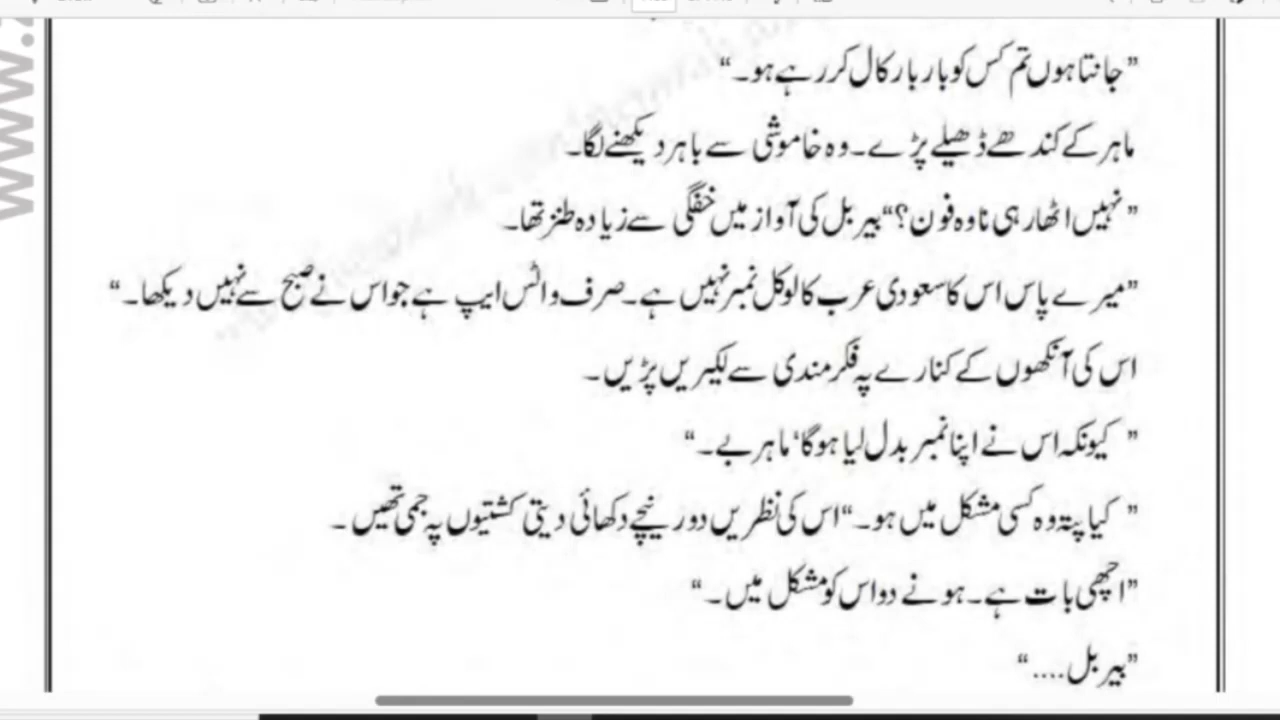 ”جانتا ہوں تم کس کو بار بار کال کر رہے ہو۔“
ماہر کے کندھے ڈھیلے پڑے۔ وہ خاموشی سے باہر دیکھنے لگا۔
”نہیں اٹھا رہی نا وہ فون؟“ بیربل کی آواز میں خفگی سے زیادہ طنز تھا۔
”میرے پاس اس کا سعودی عرب کا لوکل نمبر نہیں ہے۔ صرف واٹس ایپ ہے جو اس نے صبح سے نہیں دیکھا۔“
اس کی آنکھوں کے کنارے پہ فکرمندی سے لکیریں پڑیں۔
” کیونکہ اس نے اپنا نمبر بدل لیا ہوگا‘ ماہر بے۔“
” کیا پتہ وہ کسی مشکل میں ہو۔“ اس کی نظریں دور نیچے دکھائی دیتی کشتیوں پہ جمی تھیں۔
”اچھی بات ہے۔ ہونے دو اس کو مشکل میں۔“
”بیربل....“
www.